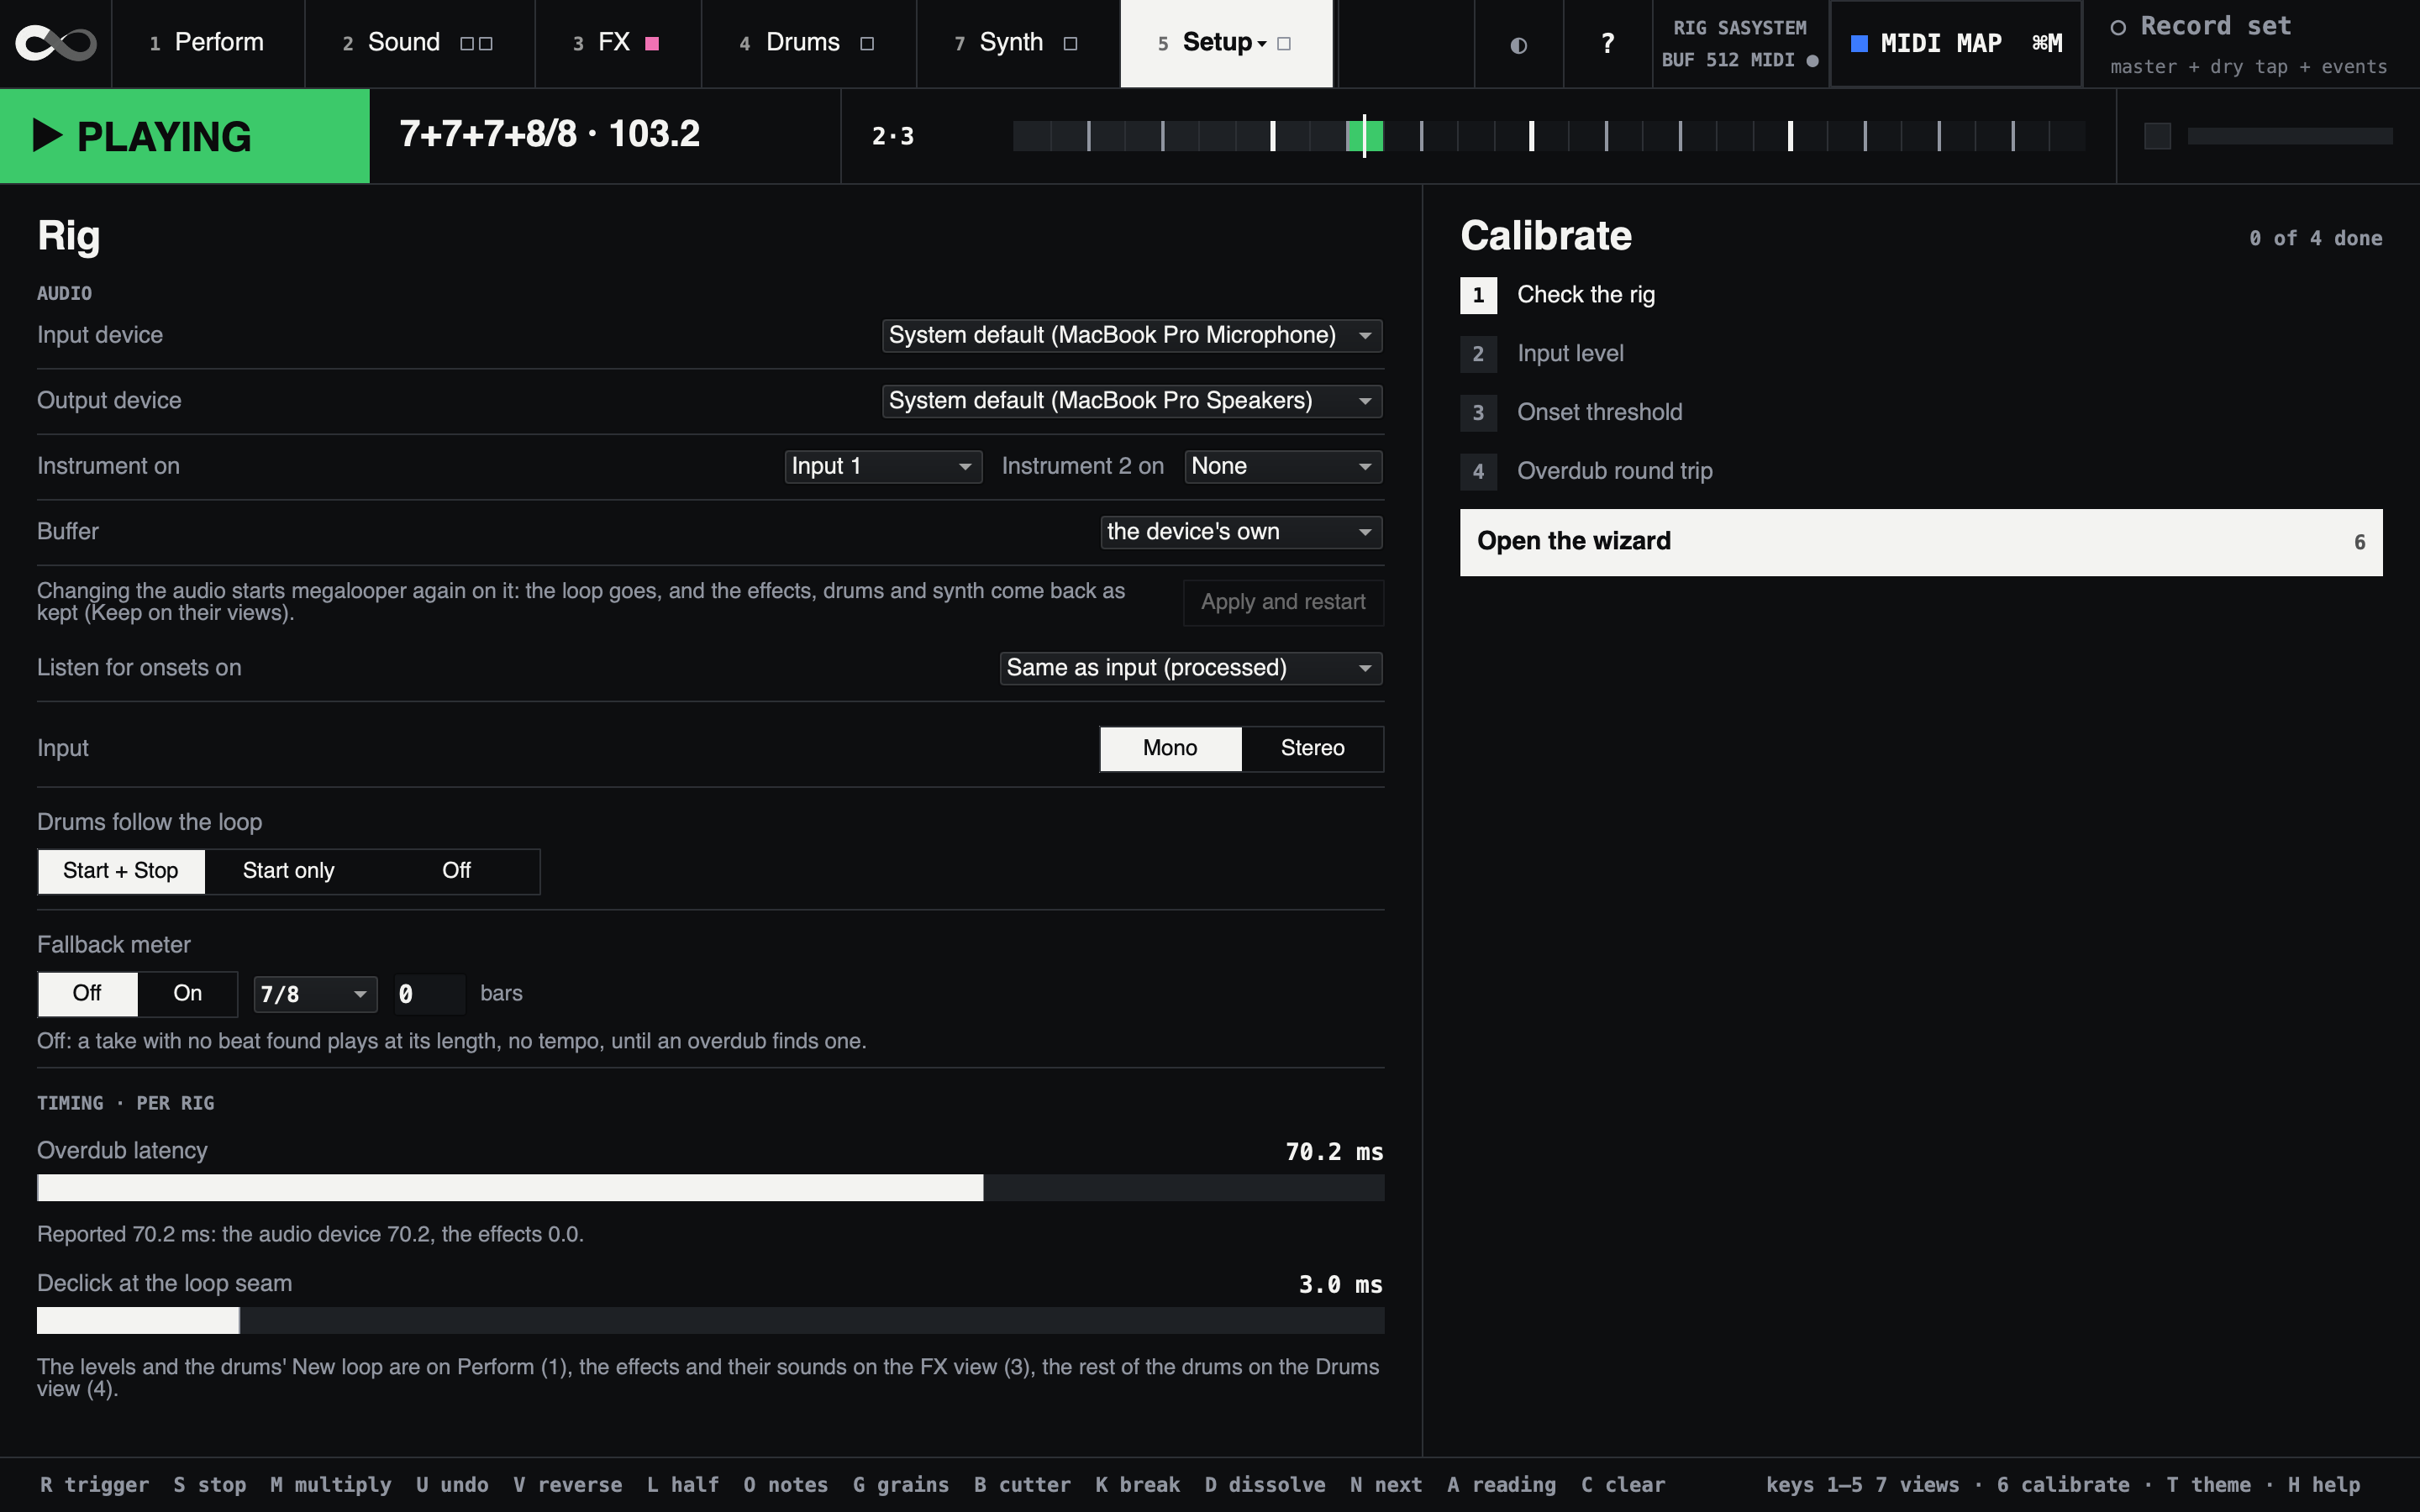 1 Perform
2 Sound
3 FX
4 Drums
7 Synth
5 Setup
?
RIG SASYSTEM
BUF 512 MIDI
MIDI MAP ⌘M
Record set
master + dry tap + events
PLAYING
7+7+7+8/8 · 103.2
2·3
Rig
AUDIO
Input device
System default (MacBook Pro Microphone)
Output device
System default (MacBook Pro Speakers)
Instrument on
Input 1
Instrument 2 on
None
Buffer
the device's own
Changing the audio starts megalooper again on it: the loop goes, and the effects, drums and synth come back as
kept (Keep on their views).
Apply and restart
Listen for onsets on
Same as input (processed)
Input
Mono
Stereo
Drums follow the loop
Start + Stop
Start only
Off
Fallback meter
Off
On
7/8
0
bars
Off: a take with no beat found plays at its length, no tempo, until an overdub finds one.
TIMING · PER RIG
Overdub latency
70.2 ms
Reported 70.2 ms: the audio device 70.2, the effects 0.0.
Declick at the loop seam
3.0 ms
The levels and the drums' New loop are on Perform (1), the effects and their sounds on the FX view (3), the rest of the drums on the Drums
view (4).
Calibrate
0 of 4 done
1 Check the rig
2 Input level
3 Onset threshold
4 Overdub round trip
Open the wizard 6
R trigger S stop M multiply U undo V reverse L half O notes G grains B cutter K break D dissolve N next A reading C clear
keys 1–5 7 views · 6 calibrate · T theme · H help